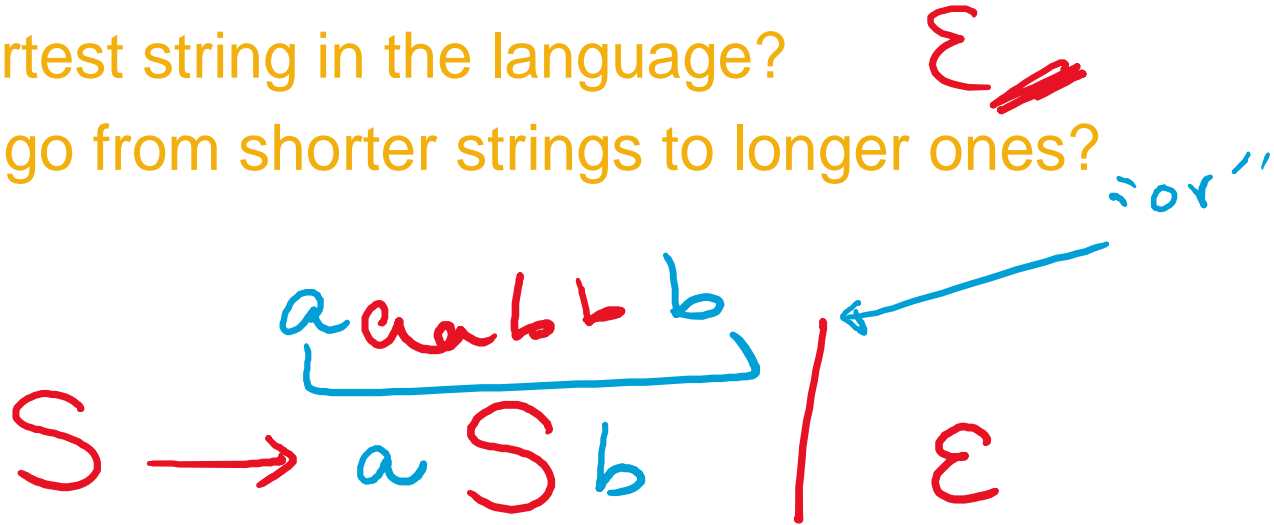 rtest string in the language? ε
go from shorter strings to longer ones?
"or"
aaabbb
S → aSb | ε